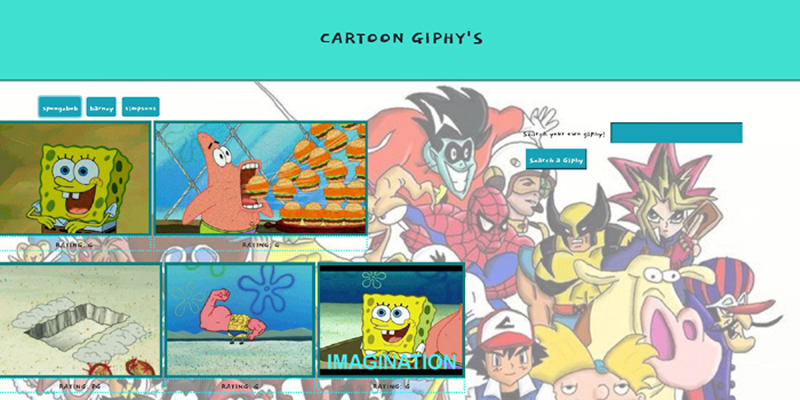 CARTOON GIPHY'S
spongebob
barney
simpsons
Search your own giphy!
Search a Giphy
RATING: G
RATING: G
IMAGINATION
RATING: PG
RATING: G
RATING: G